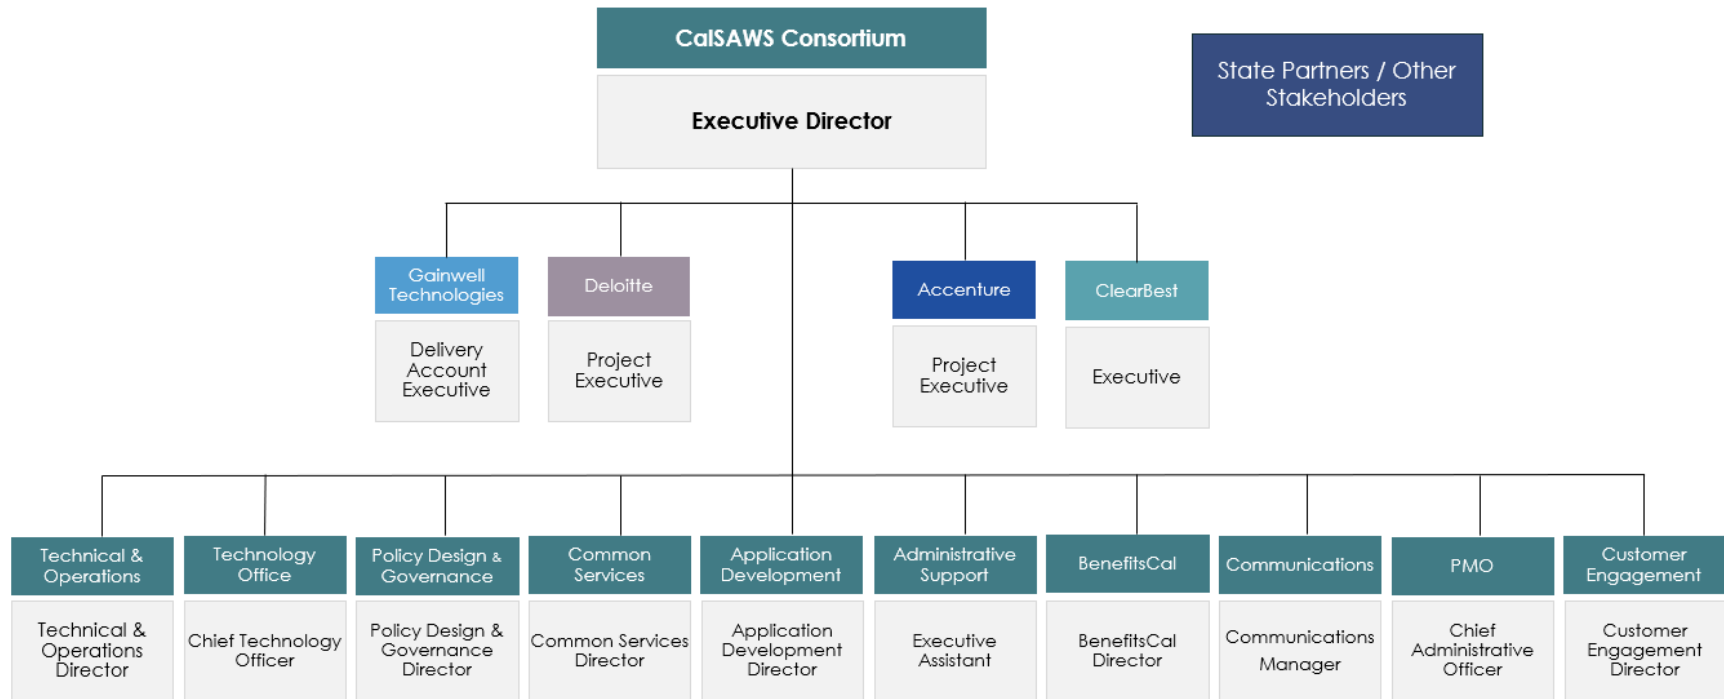 CalSAWS Consortium
Executive Director
State Partners / Other
Stakeholders
Gainwell
Technologies
Delivery
Account
Executive
Deloitte
Project
Executive
Accenture
Project
Executive
ClearBest
Executive
Technical &
Operations
Technical &
Operations
Director
Technology
Office
Chief Technology
Officer
Policy Design &
Governance
Policy Design &
Governance
Director
Common
Services
Common Services
Director
Application
Development
Application
Development
Director
Administrative
Support
Executive
Assistant
BenefitsCal
BenefitsCal
Director
Communications
Communications
Manager
PMO
Chief
Administrative
Officer
Customer
Engagement
Customer
Engagement
Director